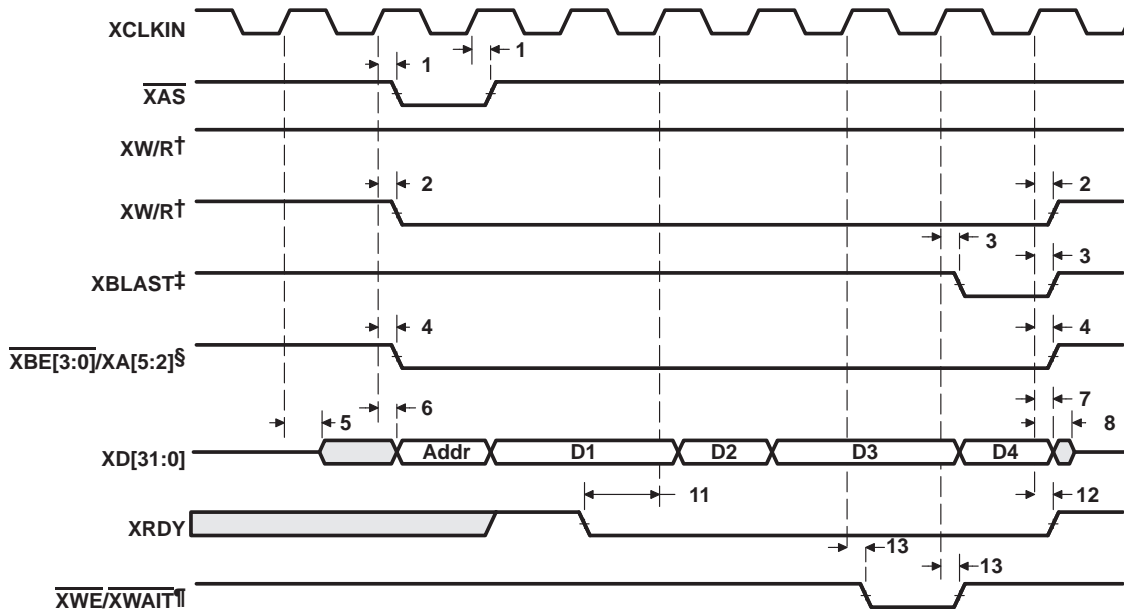 XCLKIN
1
1
XAS
XW/R†
2
2
XW/R†
3
3
XBLAST‡
4
4
XBE[3:0]/XA[5:2]§
6
7
5
8
XD[31:0]
Addr
D1
D2
D3
D4
11
12
XRDY
13
13
XWE/XWAIT¶